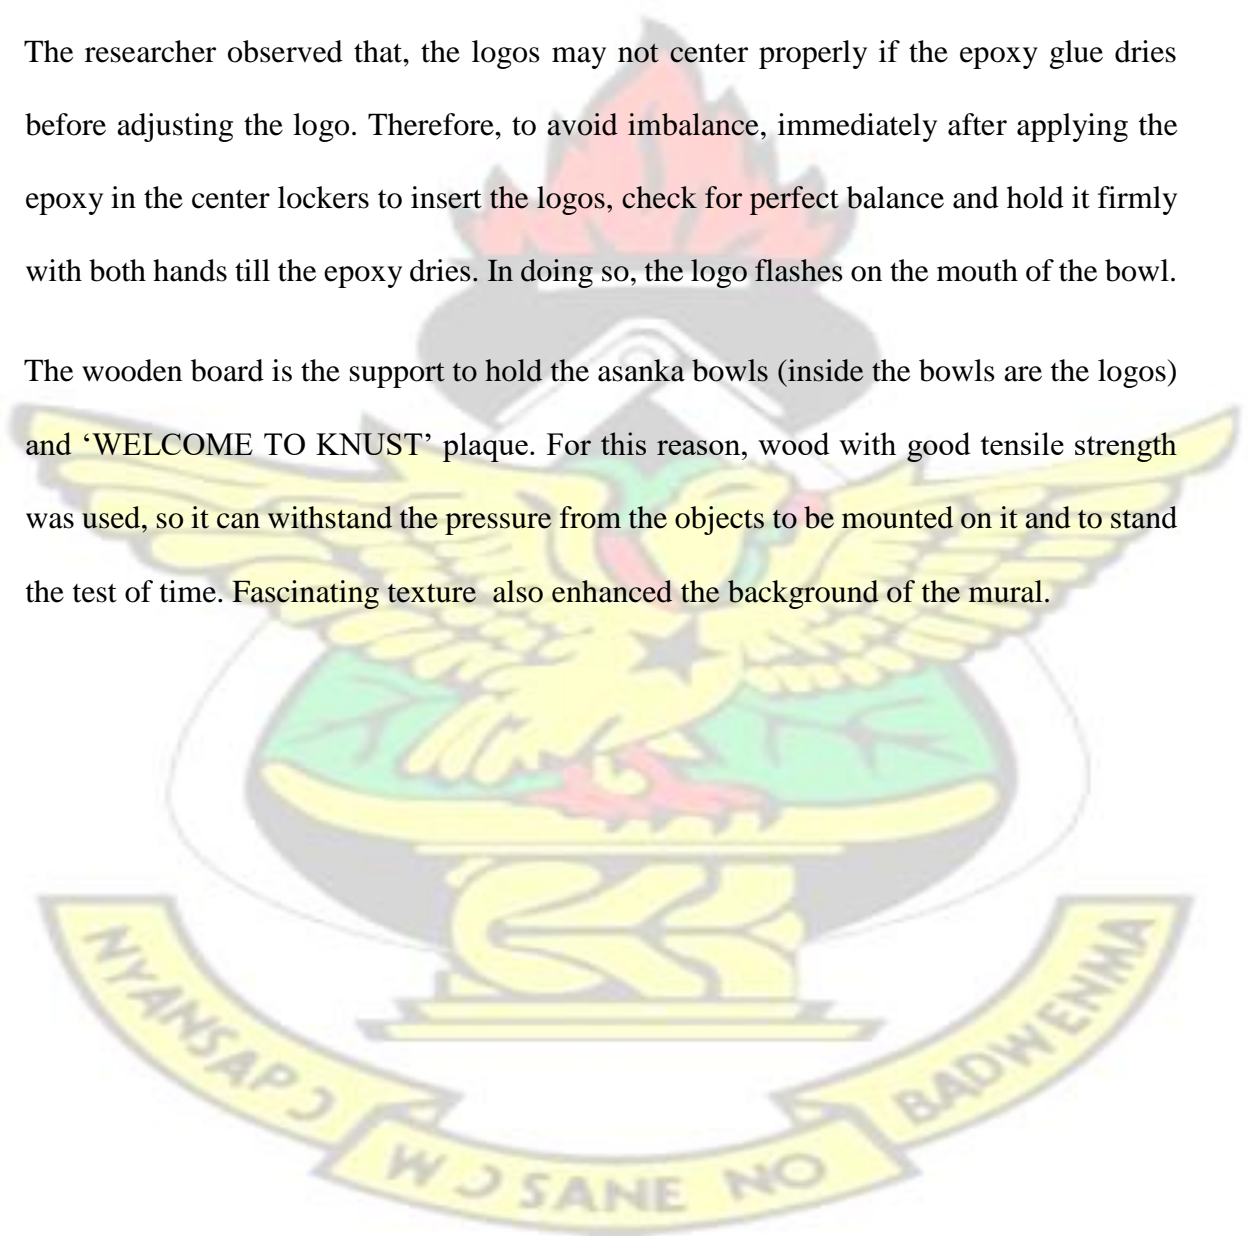 The researcher observed that, the logos may not center properly if the epoxy glue dries
before adjusting the logo. Therefore, to avoid imbalance, immediately after applying the
epoxy in the center lockers to insert the logos, check for perfect balance and hold it firmly
with both hands till the epoxy dries. In doing so, the logo flashes on the mouth of the bowl.
The wooden board is the support to hold the asanka bowls (inside the bowls are the logos)
and ‘WELCOME TO KNUST’ plaque. For this reason, wood with good tensile strength
was used, so it can withstand the pressure from the objects to be mounted on it and to stand
the test of time. Fascinating texture  also enhanced the background of the mural.
NYANSAPƆ
WƆSANE NO
BADWENMA